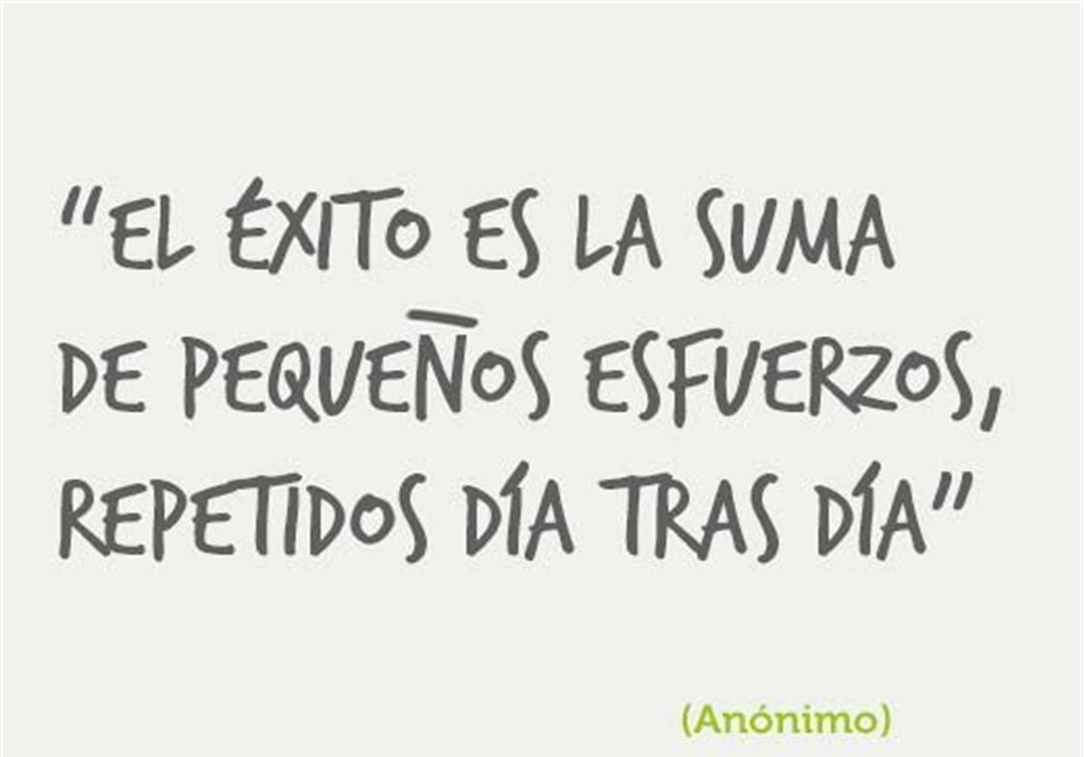 “EL ÉXITO ES LA SUMA
DE PEQUEÑOS ESFUERZOS,
REPETIDOS DÍA TRAS DÍA”
(Anónimo)